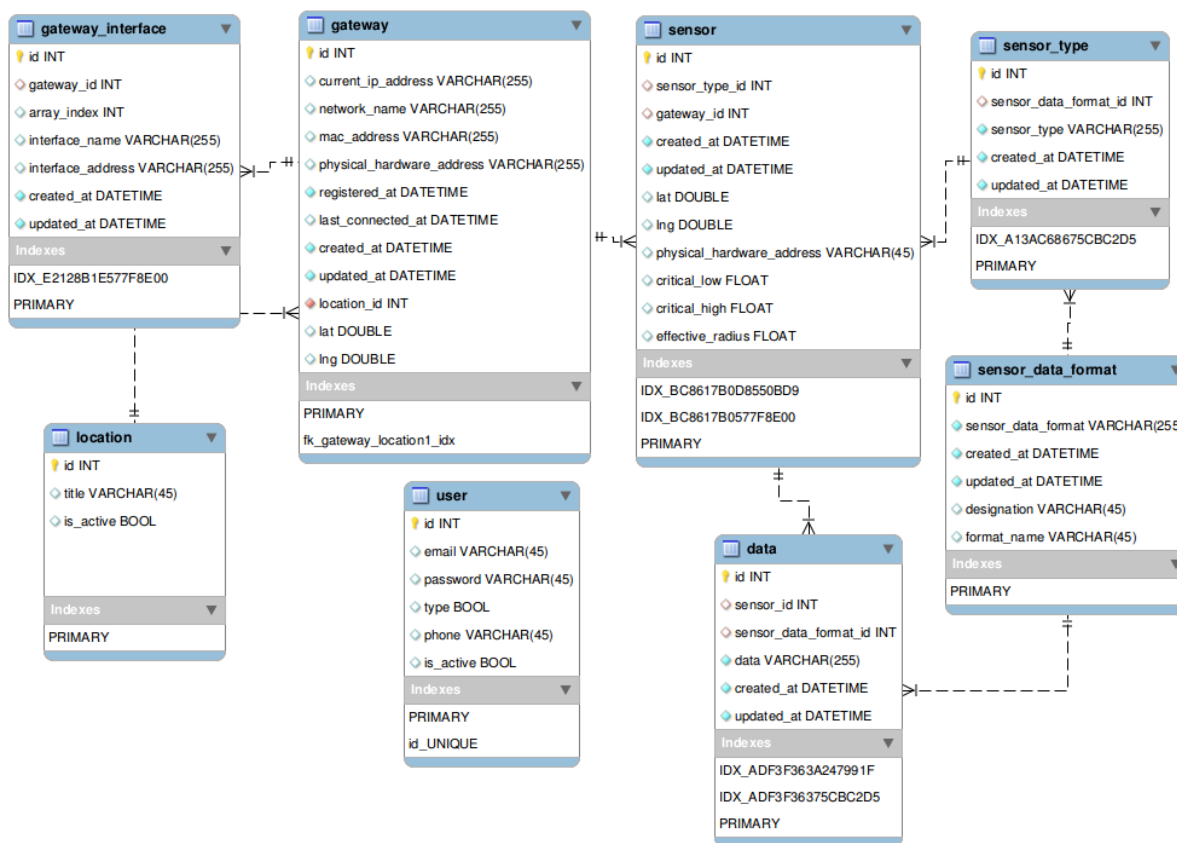 gateway_interface
id INT
gateway_id INT
array_index INT
interface_name VARCHAR(255)
interface_address VARCHAR(255)
created_at DATETIME
updated_at DATETIME
Indexes
IDX_E2128B1E577F8E00
PRIMARY
gateway
id INT
current_ip_address VARCHAR(255)
network_name VARCHAR(255)
mac_address VARCHAR(255)
physical_hardware_address VARCHAR(255)
registered_at DATETIME
last_connected_at DATETIME
created_at DATETIME
updated_at DATETIME
location_id INT
lat DOUBLE
lng DOUBLE
Indexes
PRIMARY
fk_gateway_location1_idx
sensor
id INT
sensor_type_id INT
gateway_id INT
created_at DATETIME
updated_at DATETIME
lat DOUBLE
lng DOUBLE
physical_hardware_address VARCHAR(45)
critical_low FLOAT
critical_high FLOAT
effective_radius FLOAT
Indexes
IDX_BC8617B0D8550BD9
IDX_BC8617B0577F8E00
PRIMARY
sensor_type
id INT
sensor_data_format_id INT
sensor_type VARCHAR(255)
created_at DATETIME
updated_at DATETIME
Indexes
IDX_A13AC68675CBC2D5
PRIMARY
location
id INT
title VARCHAR(45)
is_active BOOL
Indexes
PRIMARY
user
id INT
email VARCHAR(45)
password VARCHAR(45)
type BOOL
phone VARCHAR(45)
is_active BOOL
Indexes
PRIMARY
id_UNIQUE
data
id INT
sensor_id INT
sensor_data_format_id INT
data VARCHAR(255)
created_at DATETIME
updated_at DATETIME
Indexes
IDX_ADF3F363A247991F
IDX_ADF3F36375CBC2D5
PRIMARY
sensor_data_format
id INT
sensor_data_format VARCHAR(255
created_at DATETIME
updated_at DATETIME
designation VARCHAR(45)
format_name VARCHAR(45)
Indexes
PRIMARY